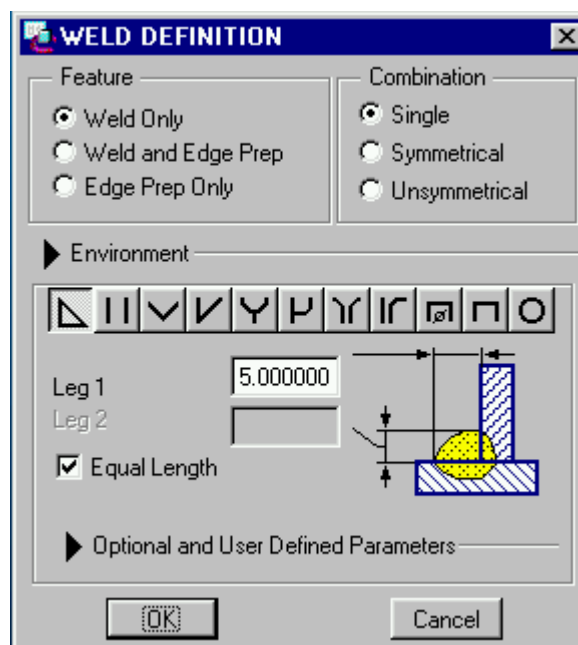 WELD DEFINITION
Feature
Weld Only
Weld and Edge Prep
Edge Prep Only
Combination
Single
Symmetrical
Unsymmetrical
Environment
Leg 1
5.000000
Leg 2
Equal Length
Optional and User Defined Parameters
OK
Cancel